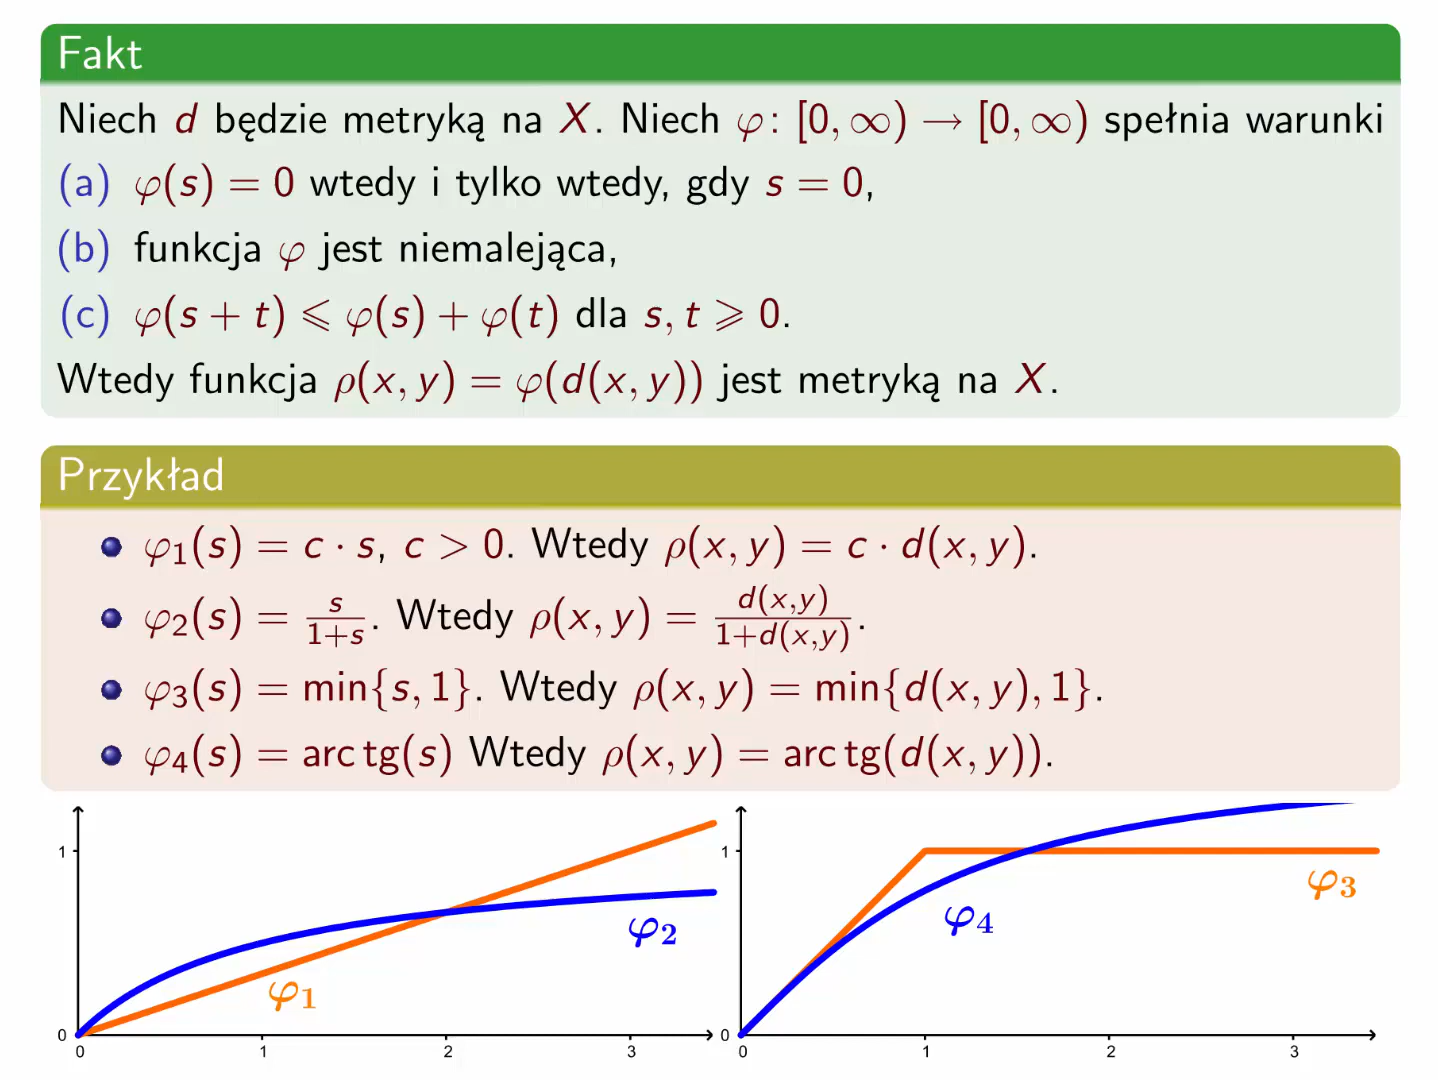 Fakt
Niech d będzie metryką na X. Niech φ: [0, ∞) → [0, ∞) spełnia warunki
(a) φ(s) = 0 wtedy i tylko wtedy, gdy s = 0,
(b) funkcja φ jest niemalejąca,
(c) φ(s + t) ⩽ φ(s) + φ(t) dla s, t ⩾ 0.
Wtedy funkcja ρ(x, y) = φ(d(x, y)) jest metryką na X.
Przykład
φ₁(s) = c · s, c > 0. Wtedy ρ(x, y) = c · d(x, y).
φ₂(s) = s/(1+s). Wtedy ρ(x, y) = d(x,y)/(1+d(x,y)).
φ₃(s) = min{s, 1}. Wtedy ρ(x, y) = min{d(x, y), 1}.
φ₄(s) = arc tg(s) Wtedy ρ(x, y) = arc tg(d(x, y)).
1
φ₂
φ₁
0
0 1 2 3
1
φ₃
φ₄
0
0 1 2 3